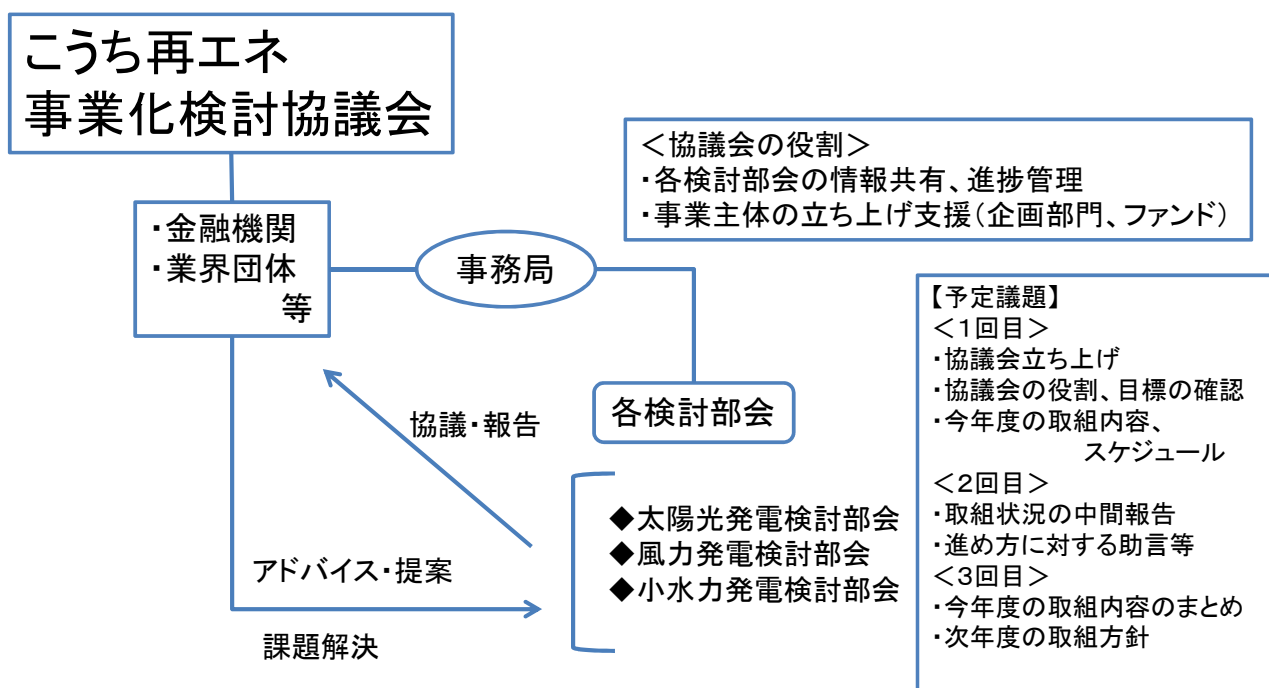 こうち再エネ
事業化検討協議会
＜協議会の役割＞
・各検討部会の情報共有、進捗管理
・事業主体の立ち上げ支援（企画部門、ファンド）
・金融機関
・業界団体
等
事務局
各検討部会
協議・報告
◆太陽光発電検討部会
◆風力発電検討部会
◆小水力発電検討部会
アドバイス・提案
課題解決
【予定議題】
＜１回目＞
・協議会立ち上げ
・協議会の役割、目標の確認
・今年度の取組内容、
スケジュール
＜２回目＞
・取組状況の中間報告
・進め方に対する助言等
＜３回目＞
・今年度の取組内容のまとめ
・次年度の取組方針